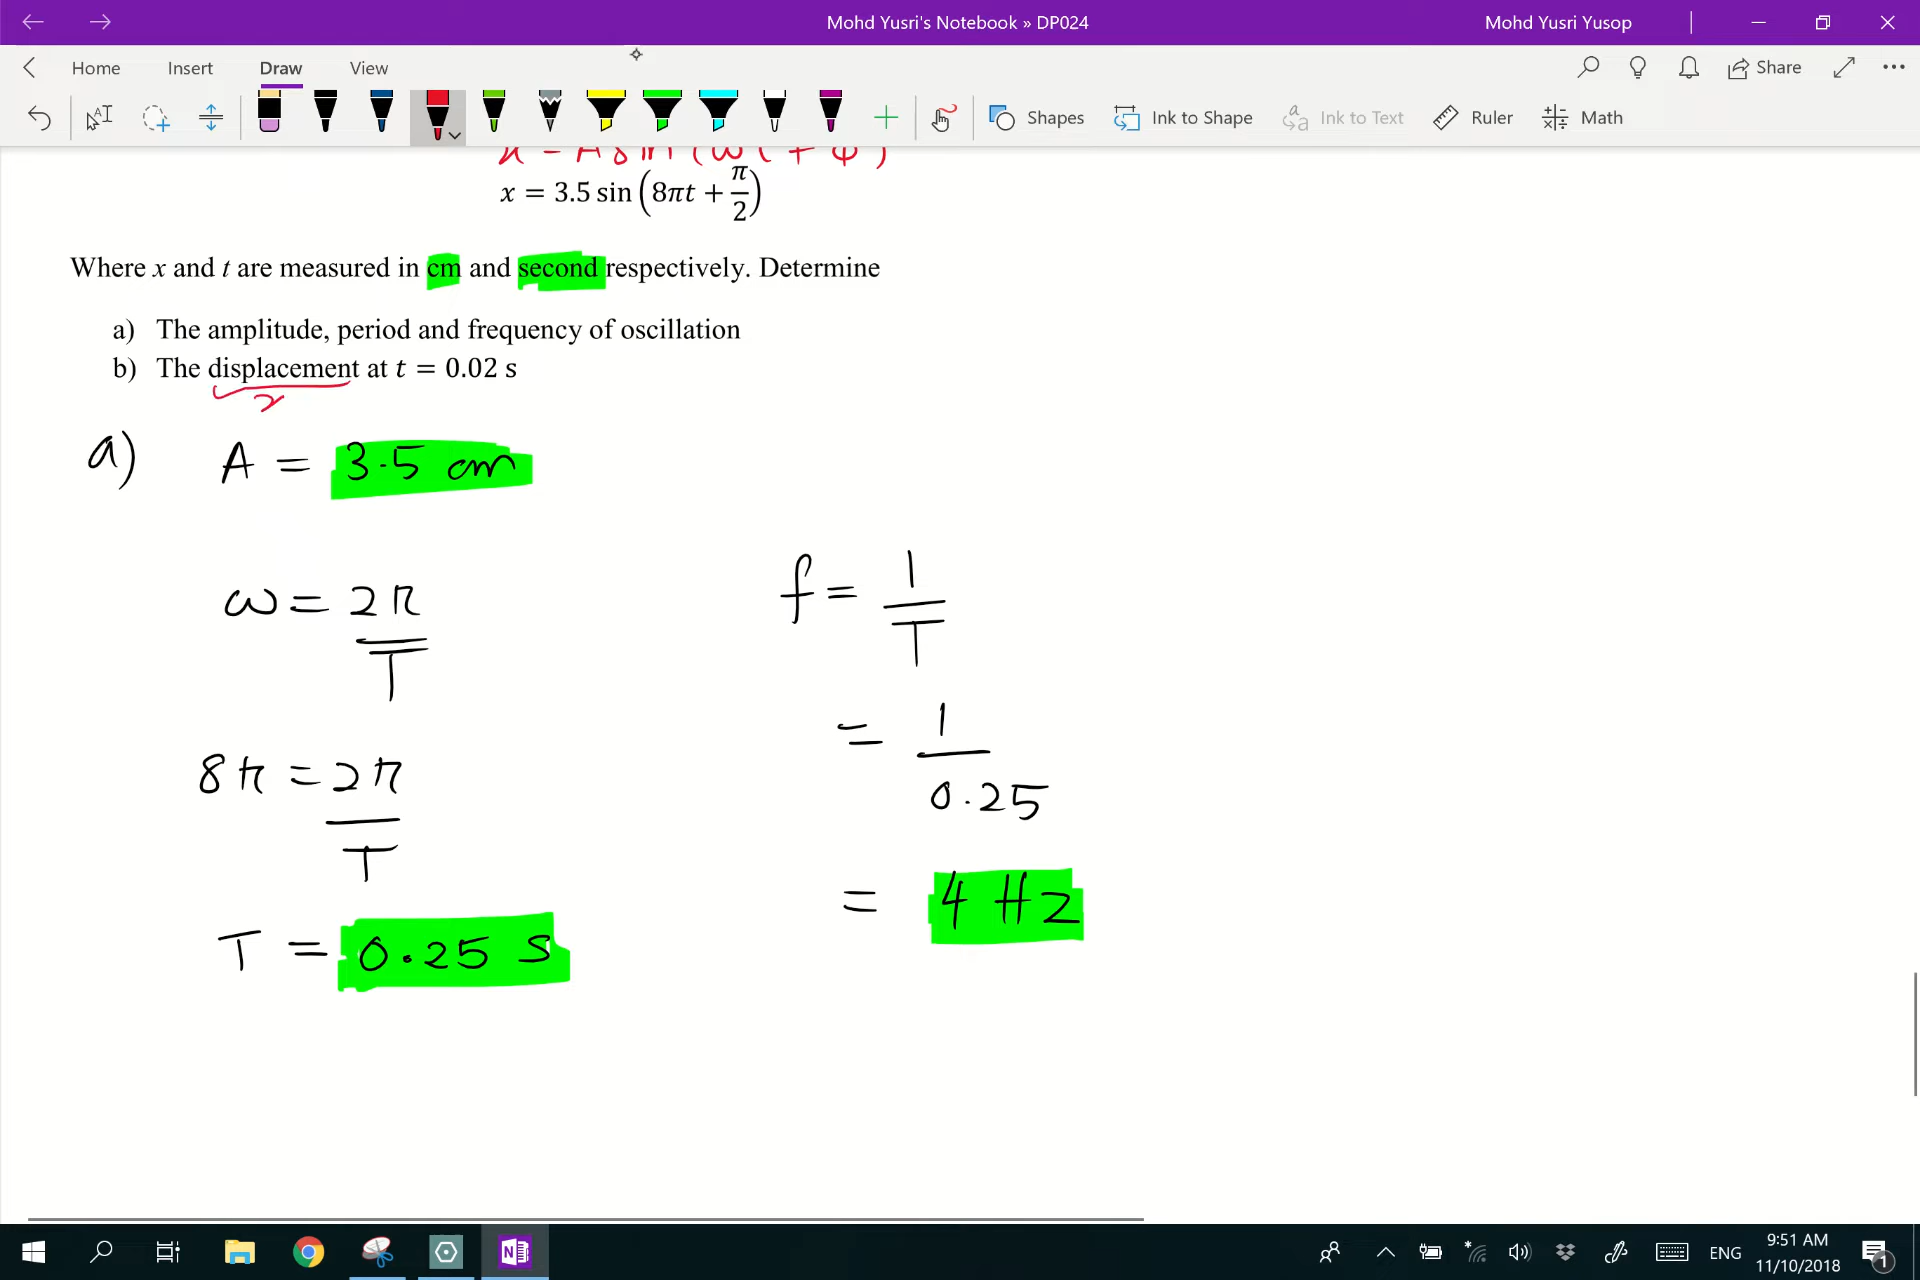 Mohd Yusri's Notebook » DP024
Mohd Yusri Yusop
Home Insert Draw View
Share
Shapes Ink to Shape Ink to Text Ruler Math
x = A sin (ωt + φ)
x = 3.5 sin (8πt + π/2)
Where x and t are measured in cm and second respectively. Determine
a) The amplitude, period and frequency of oscillation
b) The displacement at t = 0.02 s
x
a) A = 3.5 cm
ω = 2π/T
f = 1/T
8π = 2π/T
= 1/0.25
T = 0.25 s
= 4 Hz
ENG
9:51 AM
11/10/2018
1